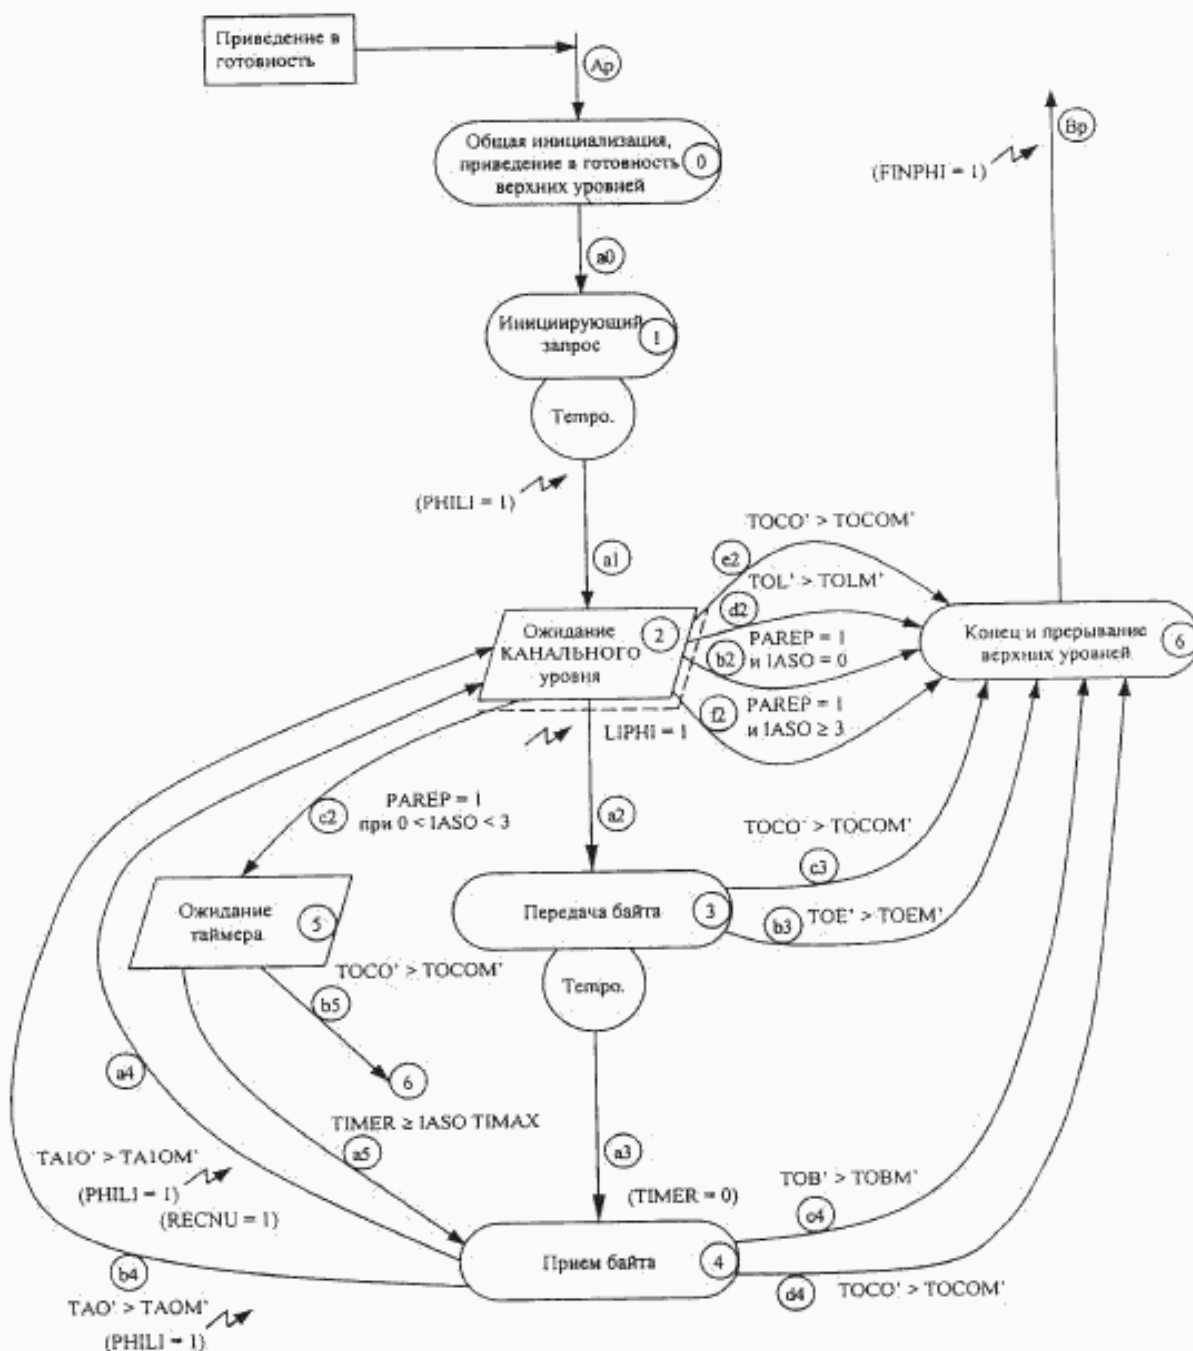 Приведение в
готовность
Ap
Общая инициализация,
приведение в готовность
верхних уровней
0
Bp
(FINPHI = 1)
a0
Инициирующий
запрос
1
Tempo.
(PHILI = 1)
a1
TOCO' > TOCOM'
e2
TOL' > TOLM'
d2
Ожидание
КАНАЛЬНОГО
уровня
2
PAREP = 1
и IASO = 0
b2
Конец и прерывание
верхних уровней
6
PAREP = 1
и IASO ≥ 3
f2
LIPHI = 1
c2
PAREP = 1
при 0 < IASO < 3
a2
TOCO' > TOCOM'
c3
Ожидание
таймера
5
Передача байта
3
TOE' > TOEM'
b3
TOCO' > TOCOM'
b5
Tempo.
a4
6
TIMER ≥ IASO TIMAX
a5
a3
TA1O' > TA1OM'
(PHILI = 1)
(RECNU = 1)
(TIMER = 0)
TOB' > TOBM'
c4
Прием байта
4
b4
TAO' > TAOM'
(PHILI = 1)
d4
TOCO' > TOCOM'